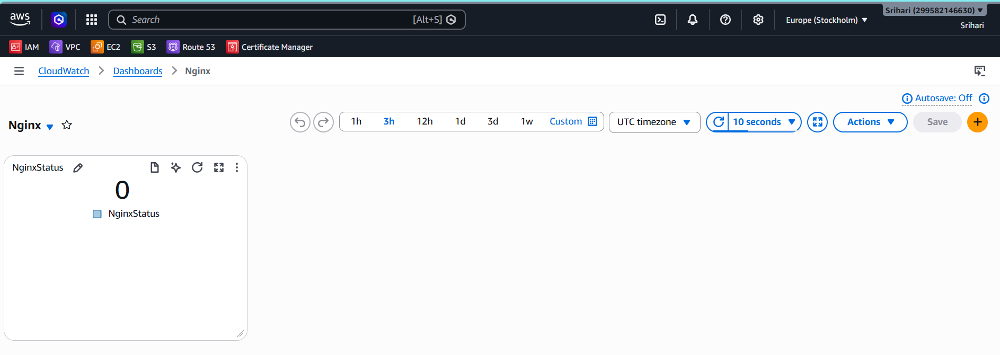 aws
Search [Alt+S]
Europe (Stockholm)
Srihari (299582146630)
Srihari
IAM VPC EC2 S3 Route 53 Certificate Manager
CloudWatch Dashboards Nginx
Autosave: Off
Nginx
1h 3h 12h 1d 3d 1w Custom UTC timezone 10 seconds Actions Save
NginxStatus
0
NginxStatus